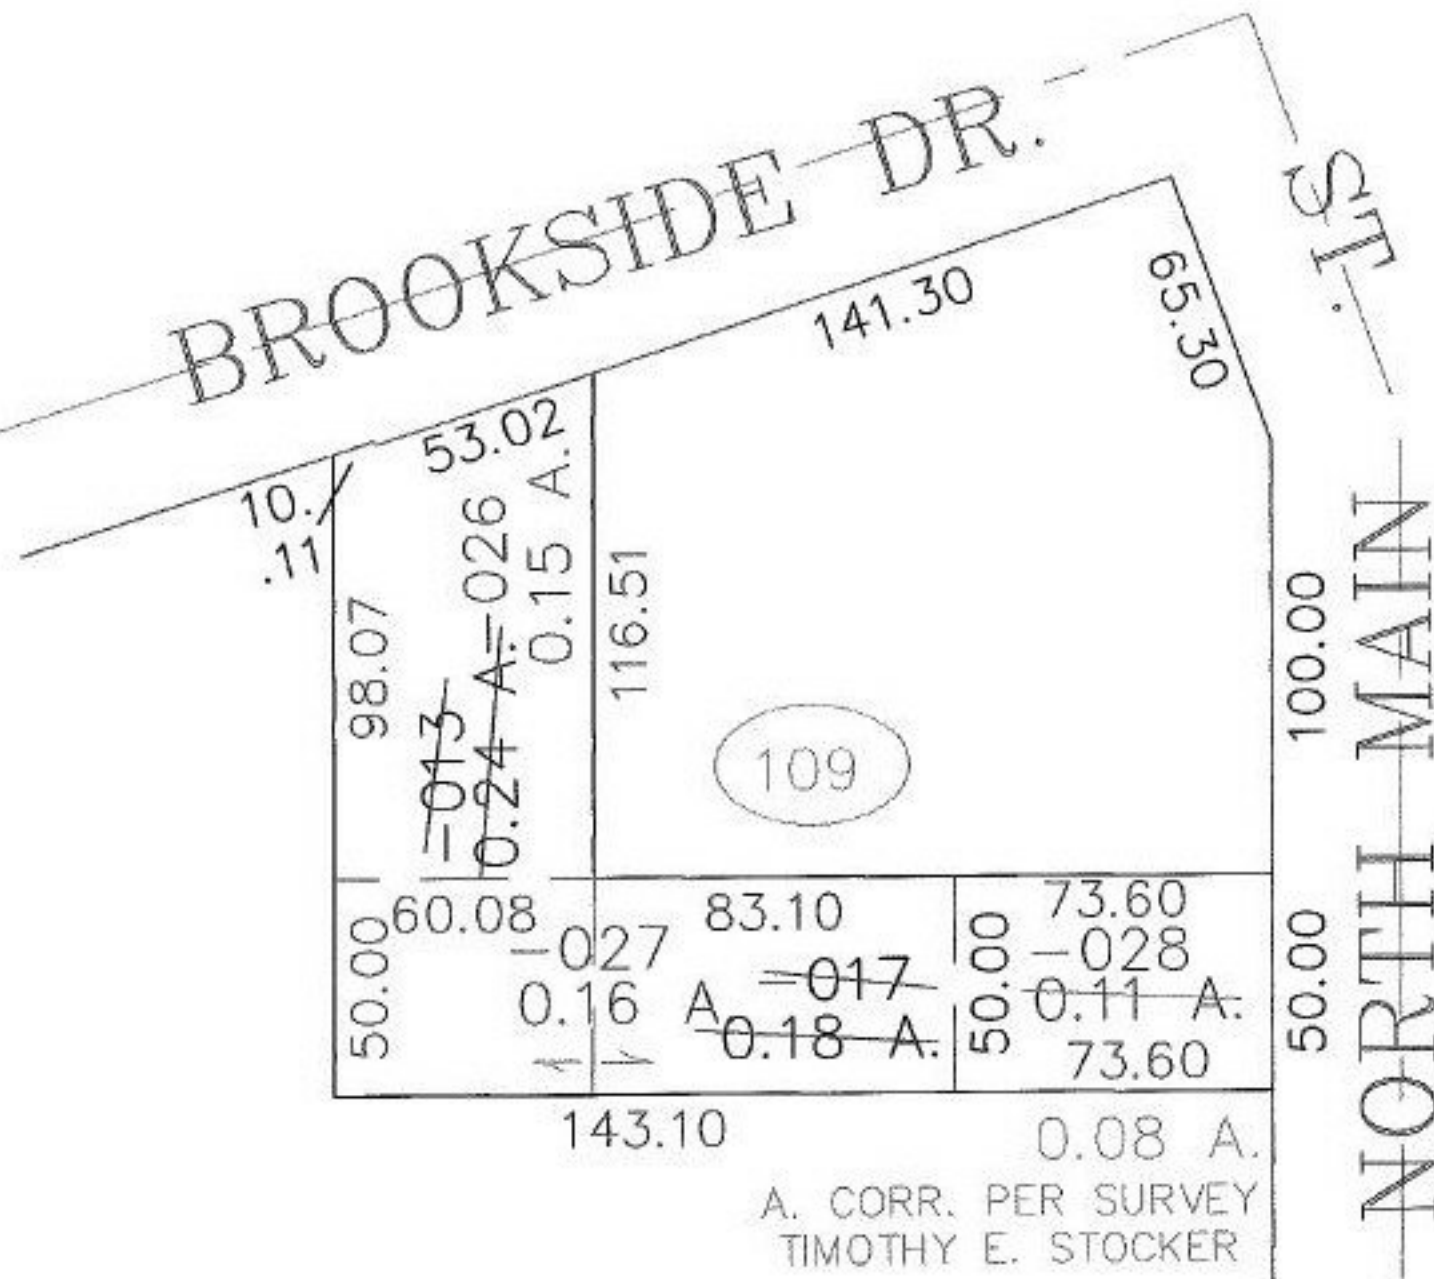 BROOKSIDE DR.
ST.
141.30
65.30
53.02
10.
.11
98.07
-026
0.15 A.
-013
0.24 A.
116.51
100.00
NORTH MAIN
109
60.08
83.10
73.60
50.00
-027
0.16 A
-017
0.18 A.
50.00
-028
0.11 A.
73.60
50.00
143.10
0.08 A.
A. CORR. PER SURVEY
TIMOTHY E. STOCKER